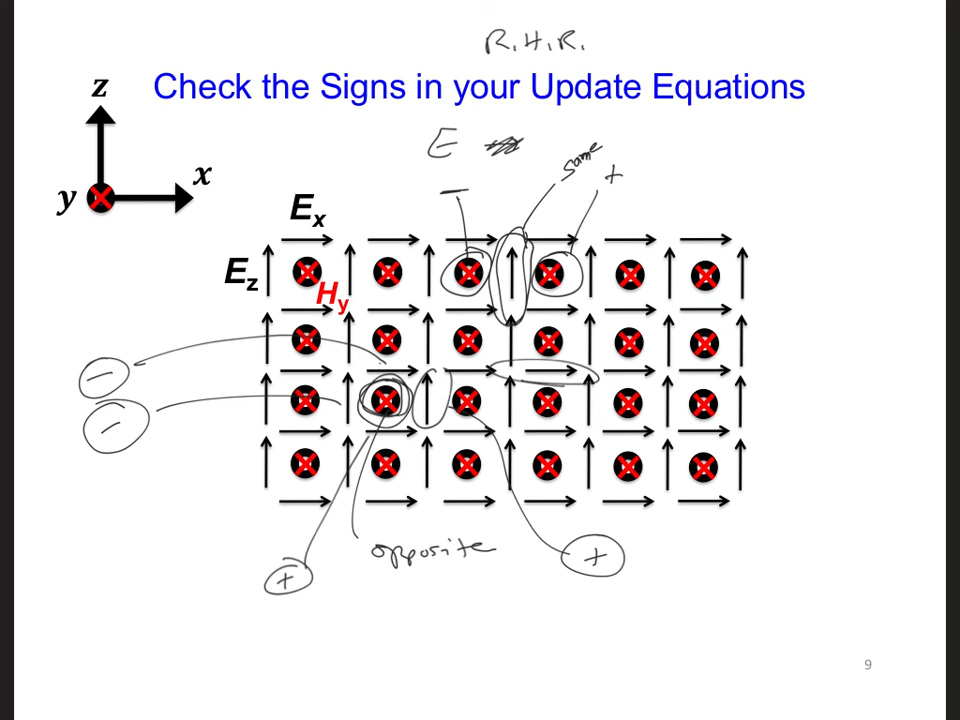 R.H.R.
Check the Signs in your Update Equations
z
x
y
E
same
+
−
Ex
Ez
Hy
−
−
opposite
+
+
9